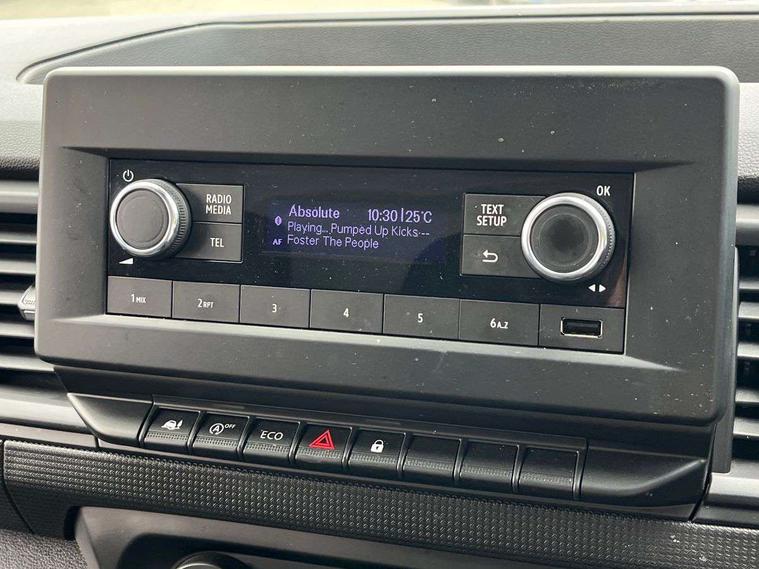 OK
RADIO
MEDIA
TEL
Absolute 10:30|25°C
Playing... Pumped Up Kicks---
AF Foster The People
TEXT
SETUP
1 MIX 2 RPT 3 4 5 6 A.Z
A OFF ECO